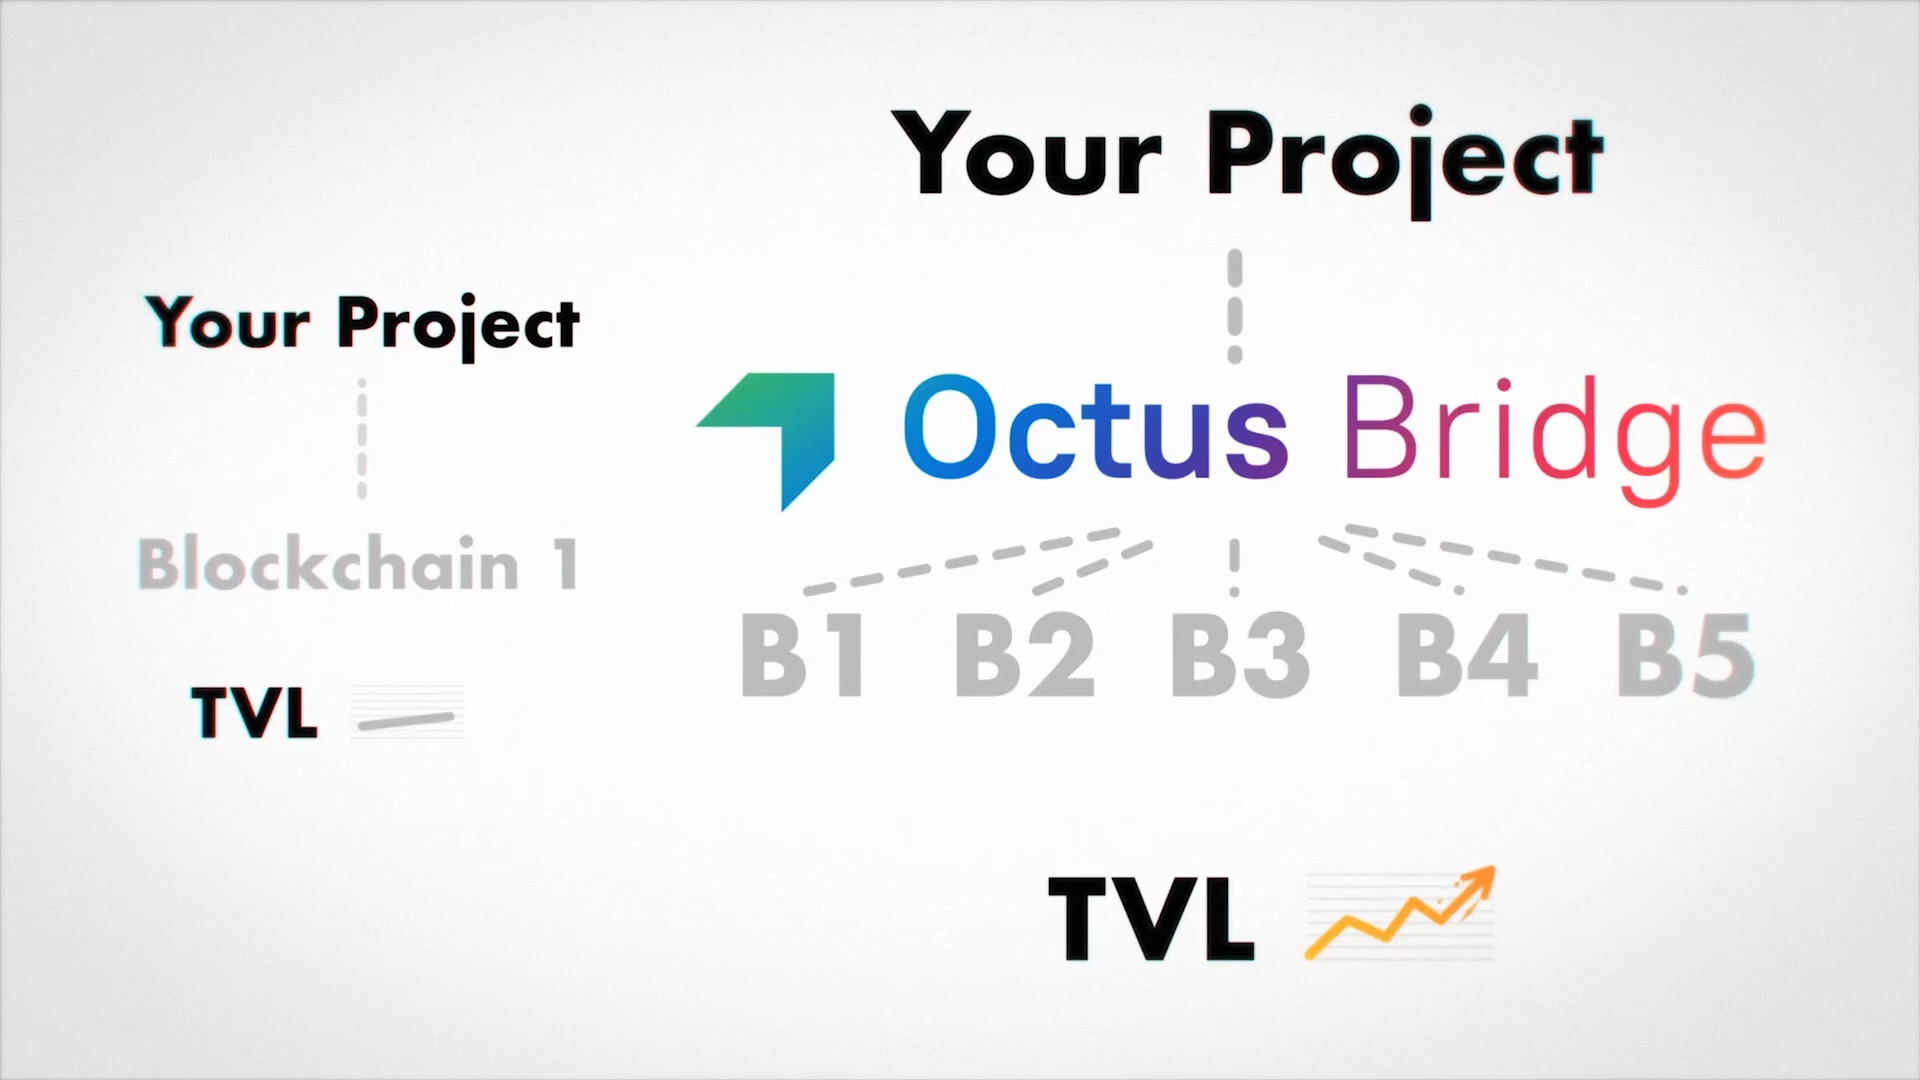 Your Project
Blockchain 1
TVL
Your Project
Octus Bridge
B1 B2 B3 B4 B5
TVL